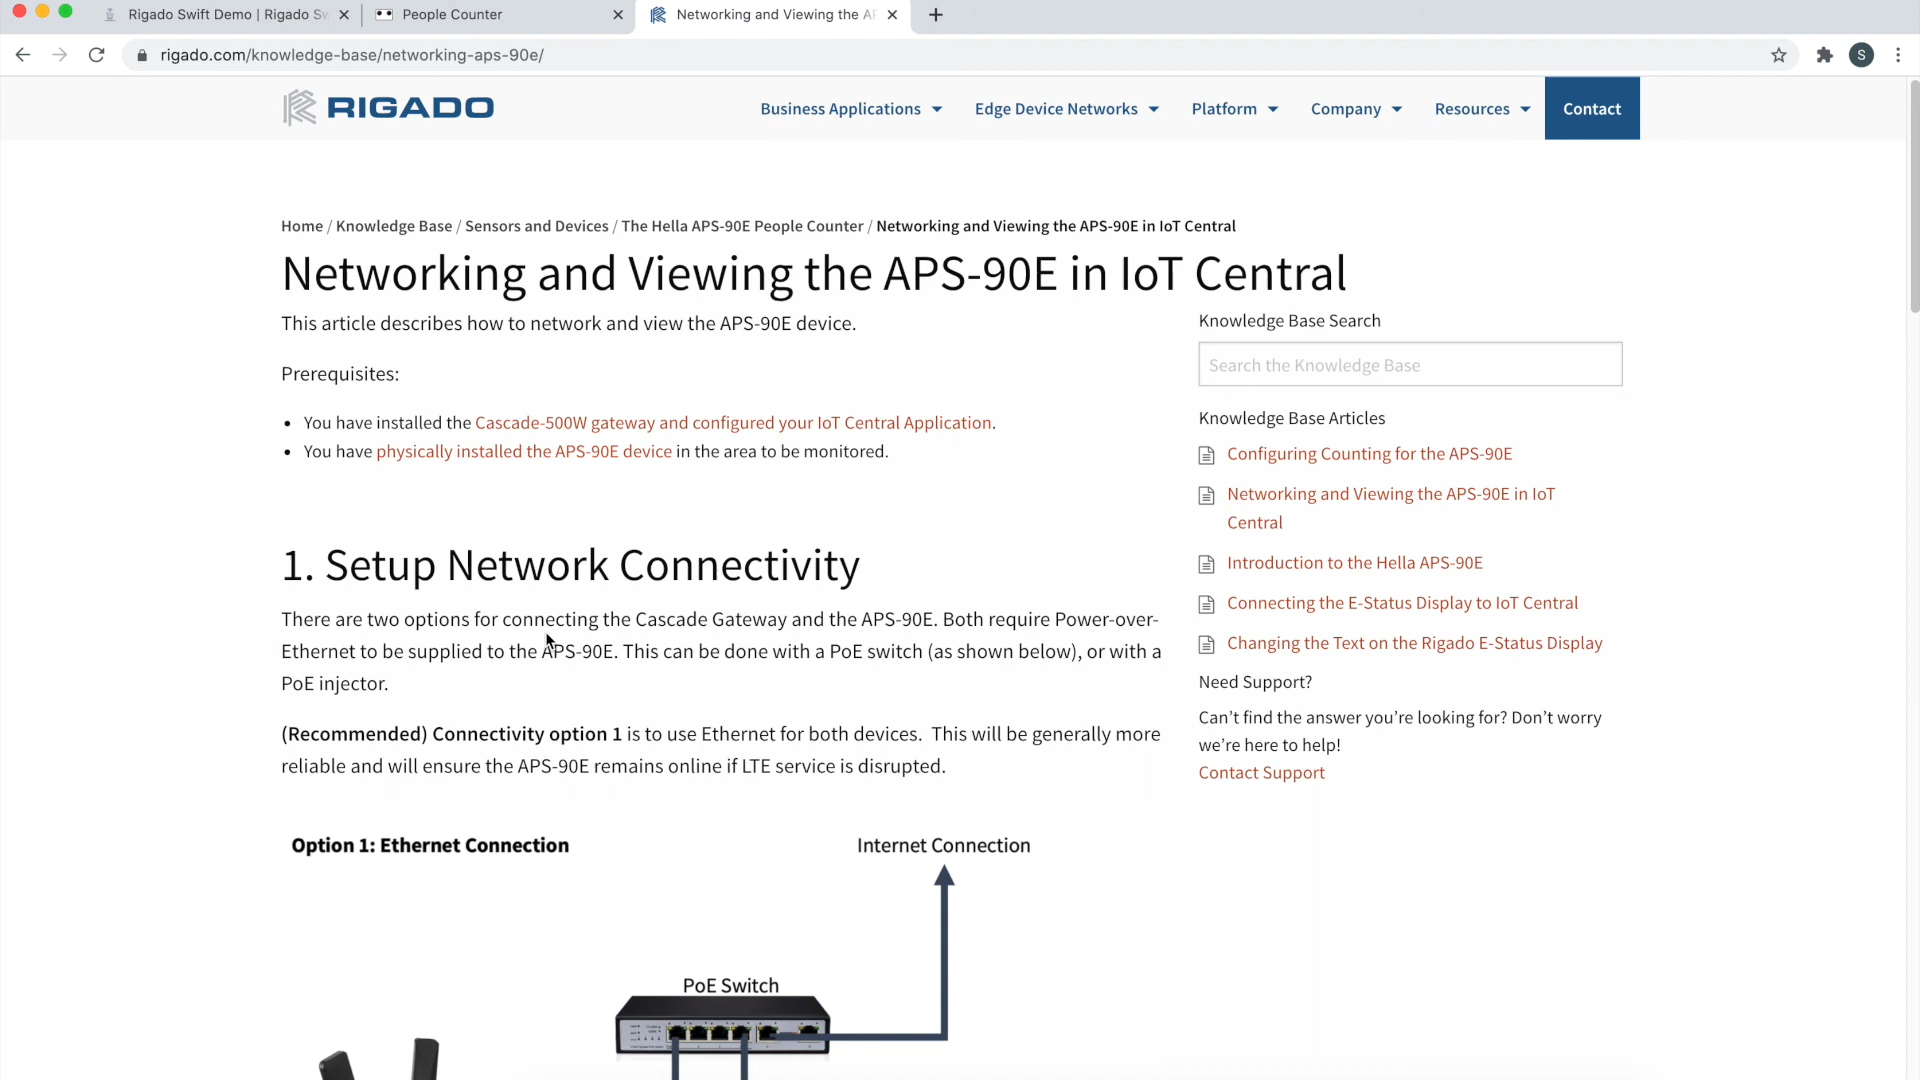 Rigado Swift Demo | Rigado Sw
People Counter
Networking and Viewing the AP
rigado.com/knowledge-base/networking-aps-90e/
S
RIGADO
Business Applications
Edge Device Networks
Platform
Company
Resources
Contact
Home / Knowledge Base / Sensors and Devices / The Hella APS-90E People Counter / Networking and Viewing the APS-90E in IoT Central
Networking and Viewing the APS-90E in IoT Central
This article describes how to network and view the APS-90E device.
Prerequisites:
• You have installed the Cascade-500W gateway and configured your IoT Central Application.
• You have physically installed the APS-90E device in the area to be monitored.
1. Setup Network Connectivity
There are two options for connecting the Cascade Gateway and the APS-90E. Both require Power-over-
Ethernet to be supplied to the APS-90E. This can be done with a PoE switch (as shown below), or with a
PoE injector.
(Recommended) Connectivity option 1 is to use Ethernet for both devices.  This will be generally more
reliable and will ensure the APS-90E remains online if LTE service is disrupted.
Option 1: Ethernet Connection
Internet Connection
PoE Switch
Knowledge Base Search
Search the Knowledge Base
Knowledge Base Articles
Configuring Counting for the APS-90E
Networking and Viewing the APS-90E in IoT
Central
Introduction to the Hella APS-90E
Connecting the E-Status Display to IoT Central
Changing the Text on the Rigado E-Status Display
Need Support?
Can't find the answer you're looking for? Don't worry
we're here to help!
Contact Support